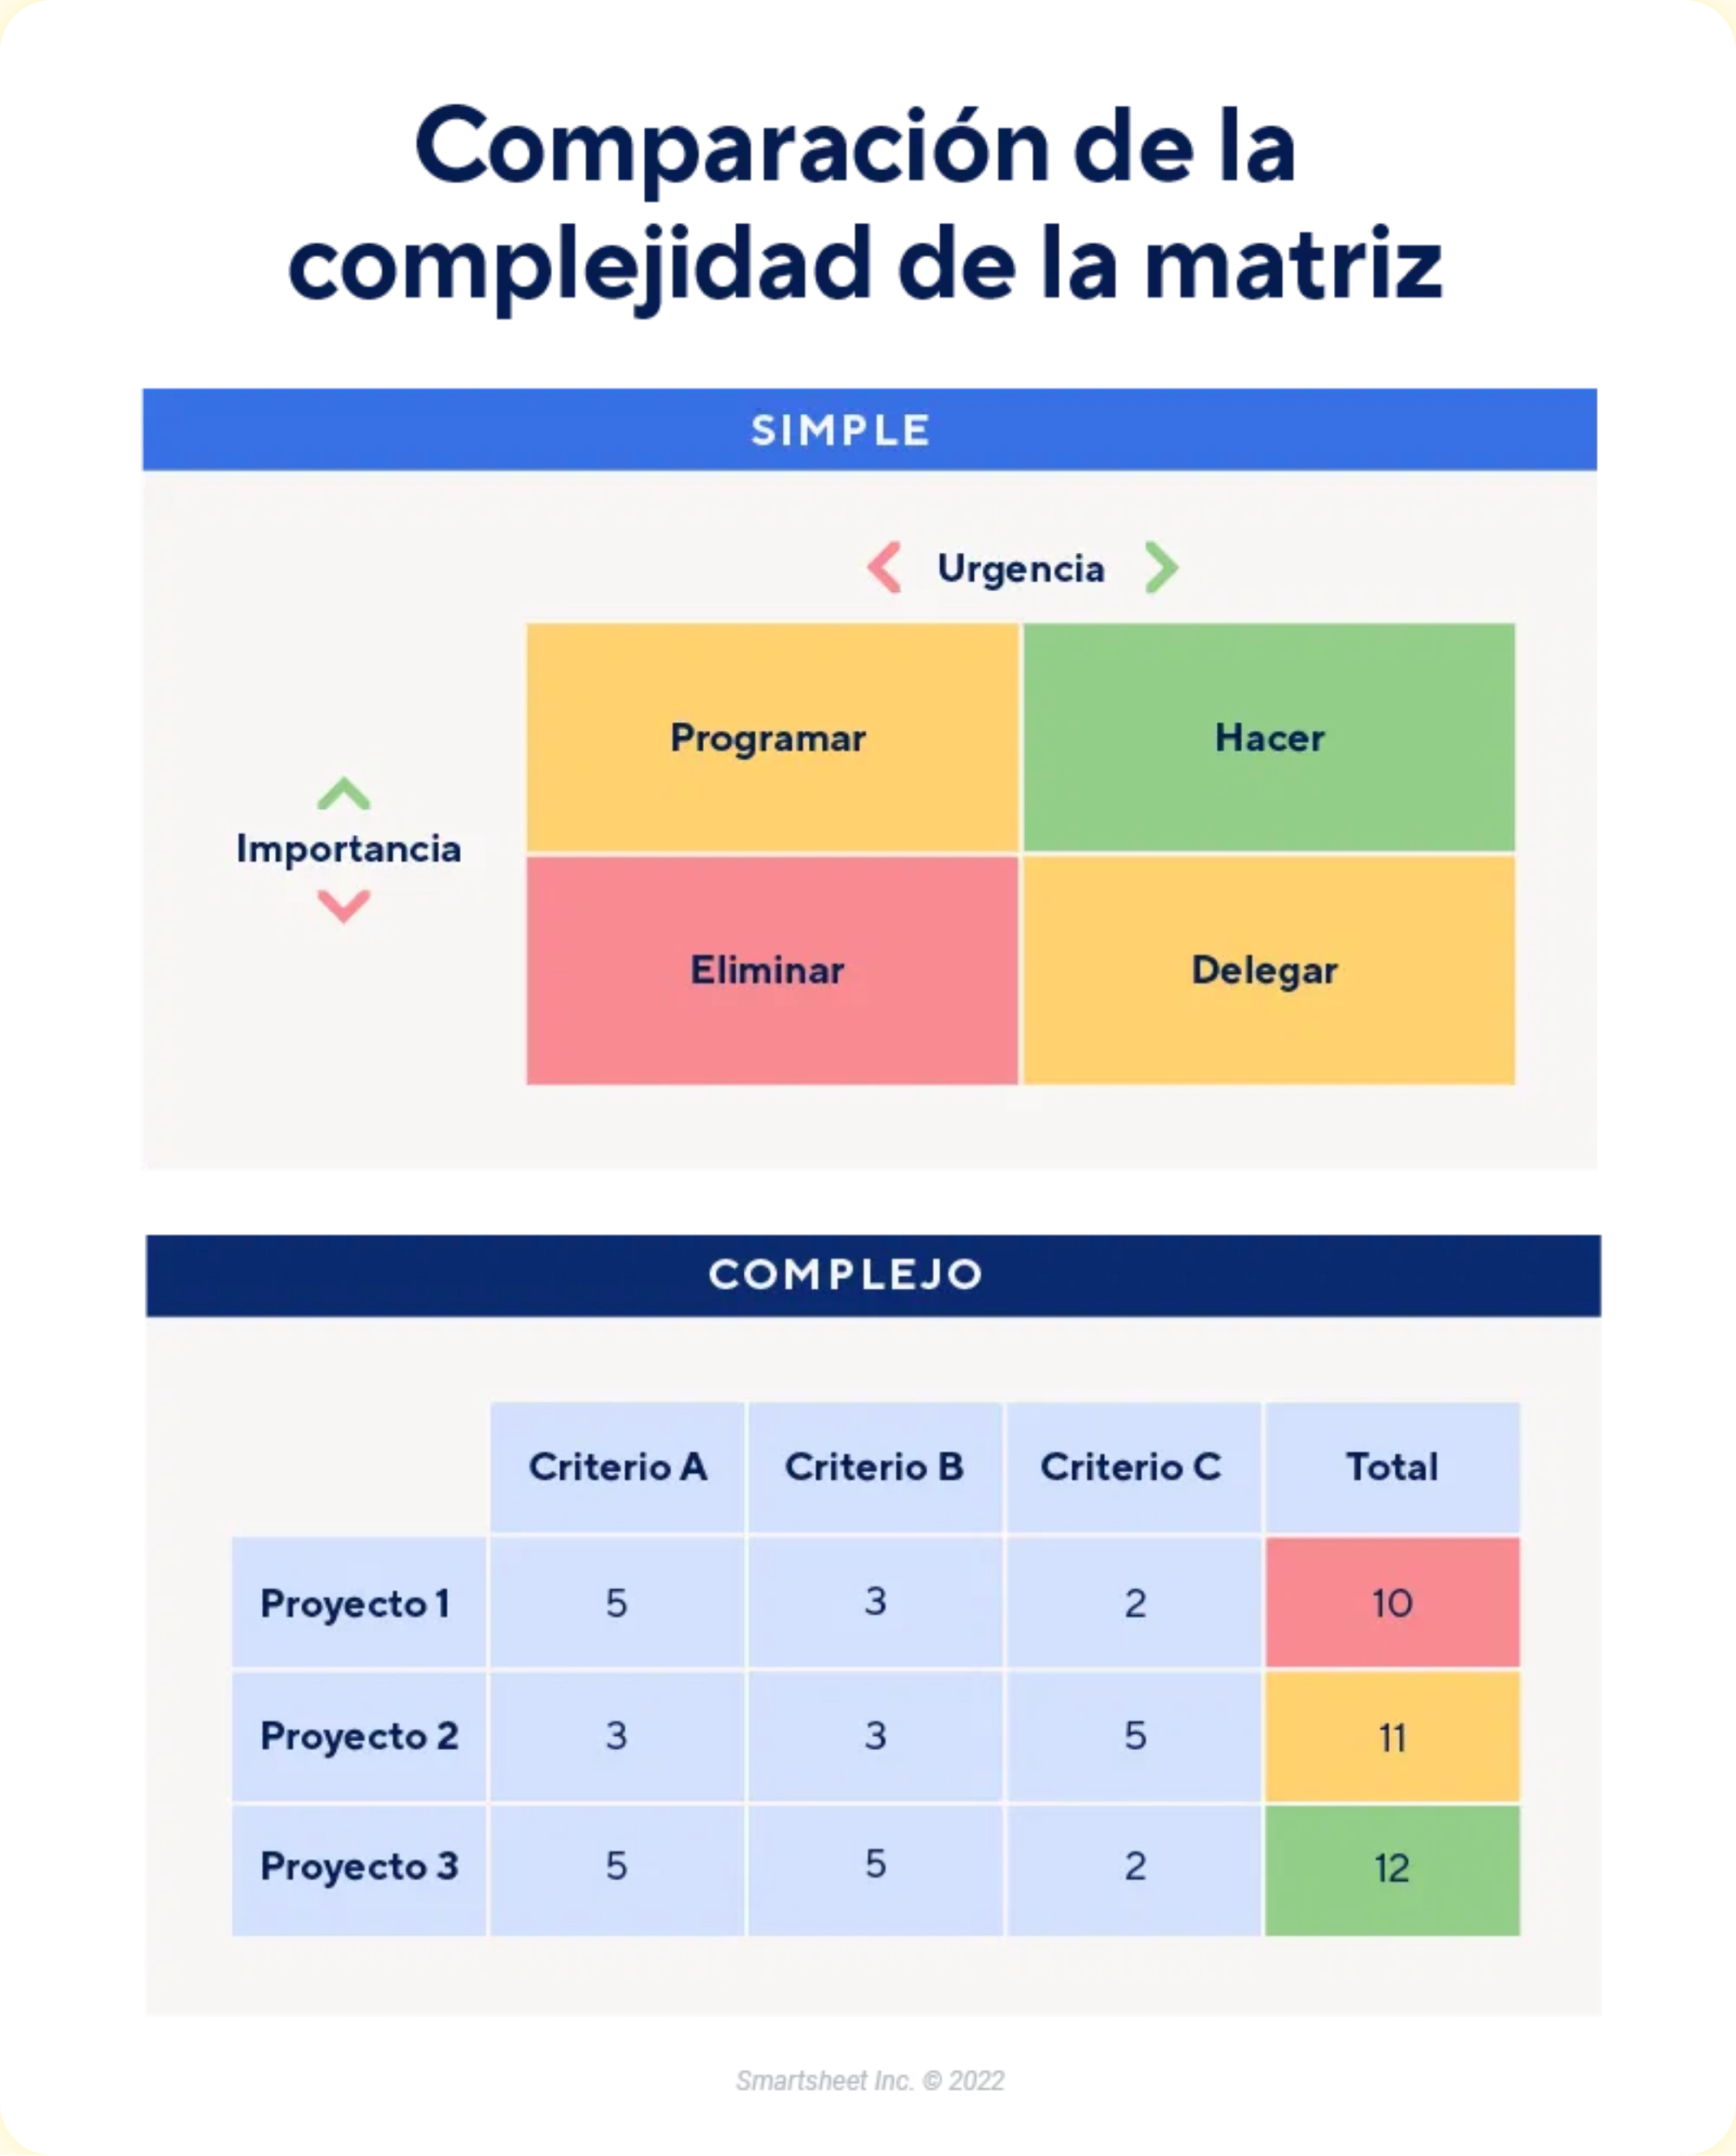 Comparación de la
complejidad de la matriz
SIMPLE
Urgencia
Programar
Hacer
Importancia
Eliminar
Delegar
COMPLEJO
Criterio A
Criterio B
Criterio C
Total
Proyecto 1
5
3
2
10
Proyecto 2
3
3
5
11
Proyecto 3
5
5
2
12
Smartsheet Inc. © 2022